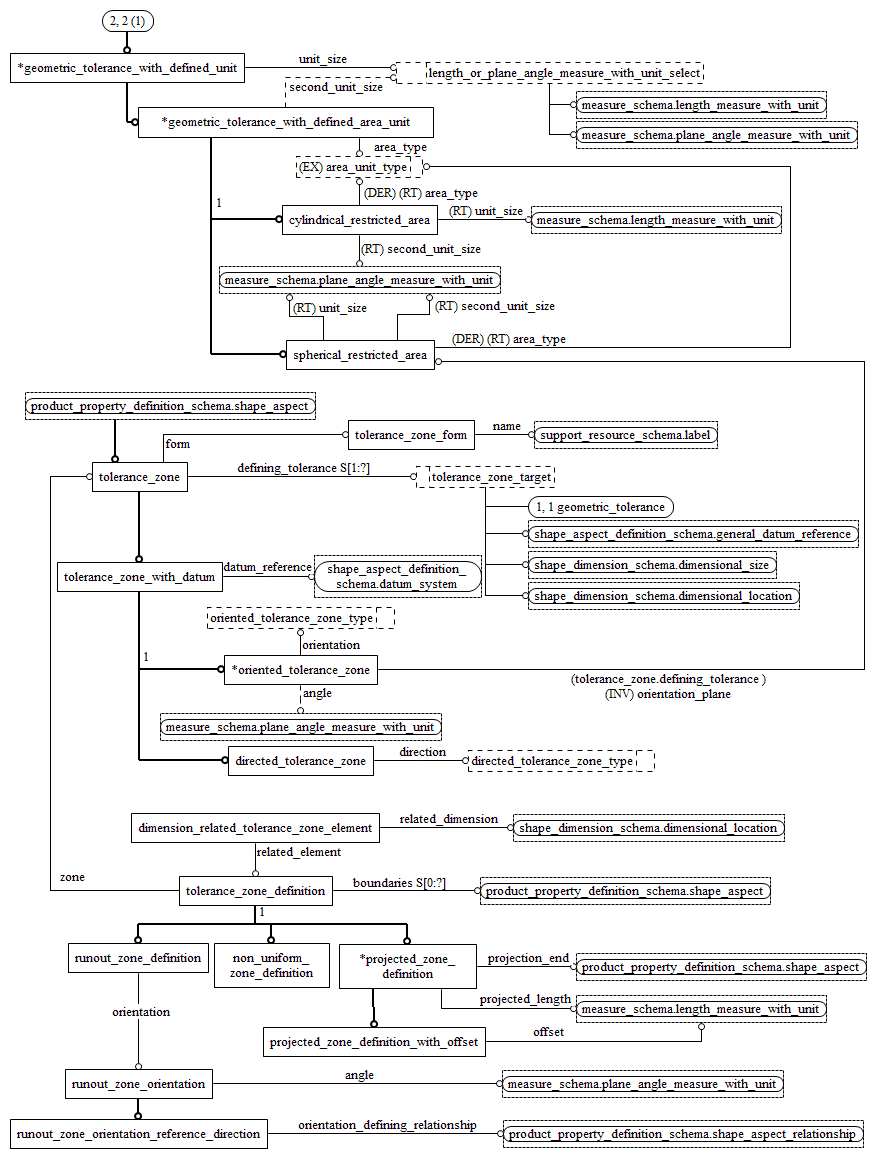 2, 2 (1)
*geometric_tolerance_with_defined_unit
unit_size
length_or_plane_angle_measure_with_unit_select
second_unit_size
measure_schema.length_measure_with_unit
*geometric_tolerance_with_defined_area_unit
measure_schema.plane_angle_measure_with_unit
area_type
(EX) area_unit_type
(DER) (RT) area_type
1
cylindrical_restricted_area
(RT) unit_size
measure_schema.length_measure_with_unit
(RT) second_unit_size
measure_schema.plane_angle_measure_with_unit
(RT) unit_size
(RT) second_unit_size
(DER) (RT) area_type
spherical_restricted_area
product_property_definition_schema.shape_aspect
form
tolerance_zone_form
name
support_resource_schema.label
tolerance_zone
defining_tolerance S[1:?]
tolerance_zone_target
1, 1 geometric_tolerance
shape_aspect_definition_schema.general_datum_reference
shape_dimension_schema.dimensional_size
shape_dimension_schema.dimensional_location
tolerance_zone_with_datum
datum_reference
shape_aspect_definition_
schema.datum_system
oriented_tolerance_zone_type
orientation
1
*oriented_tolerance_zone
(tolerance_zone.defining_tolerance )
(INV) orientation_plane
angle
measure_schema.plane_angle_measure_with_unit
directed_tolerance_zone
direction
directed_tolerance_zone_type
dimension_related_tolerance_zone_element
related_dimension
shape_dimension_schema.dimensional_location
related_element
zone
tolerance_zone_definition
boundaries S[0:?]
product_property_definition_schema.shape_aspect
1
runout_zone_definition
non_uniform_
zone_definition
*projected_zone_
definition
projection_end
product_property_definition_schema.shape_aspect
projected_length
measure_schema.length_measure_with_unit
orientation
projected_zone_definition_with_offset
offset
runout_zone_orientation
angle
measure_schema.plane_angle_measure_with_unit
runout_zone_orientation_reference_direction
orientation_defining_relationship
product_property_definition_schema.shape_aspect_relationship